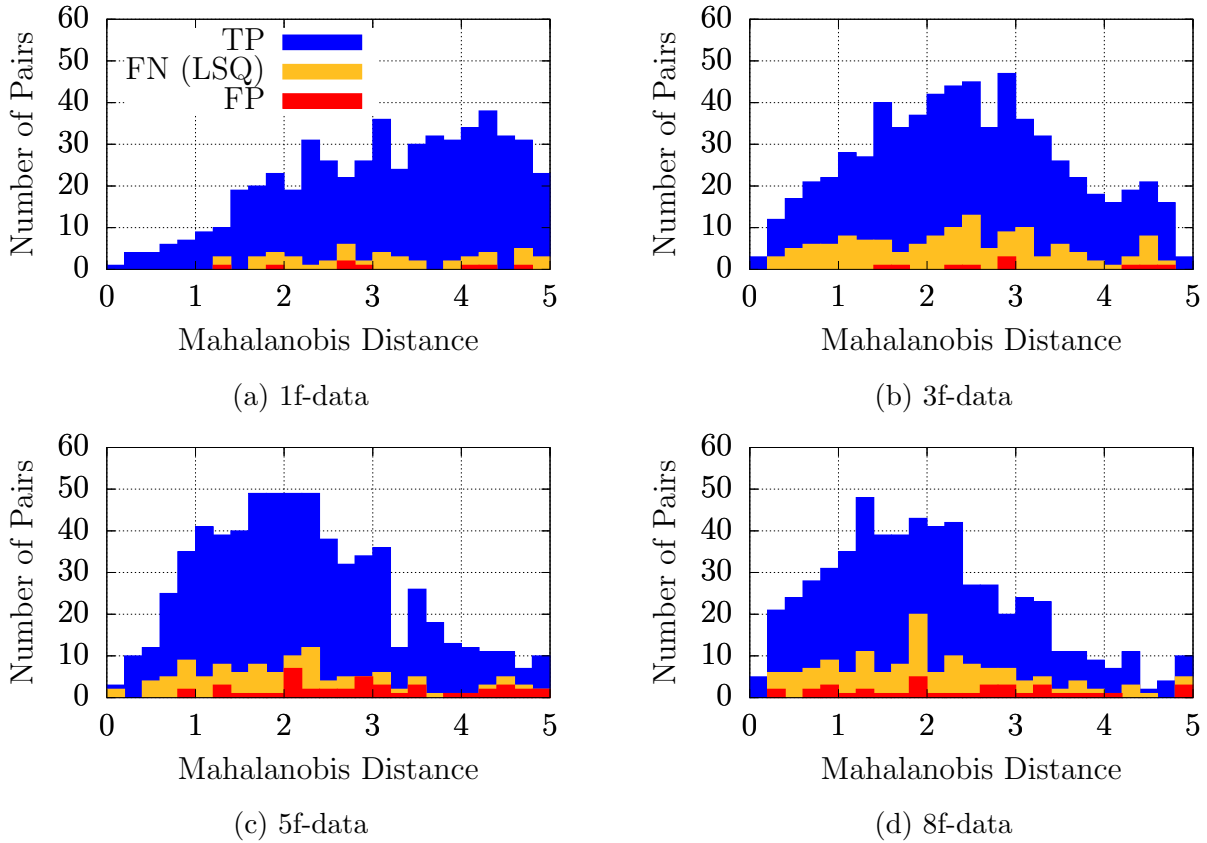 60
50
40
30
20
10
0
0 1 2 3 4 5
Number of Pairs
Mahalanobis Distance
TP
FN (LSQ)
FP
(a) 1f-data
60
50
40
30
20
10
0
0 1 2 3 4 5
Number of Pairs
Mahalanobis Distance
(b) 3f-data
60
50
40
30
20
10
0
0 1 2 3 4 5
Number of Pairs
Mahalanobis Distance
(c) 5f-data
60
50
40
30
20
10
0
0 1 2 3 4 5
Number of Pairs
Mahalanobis Distance
(d) 8f-data